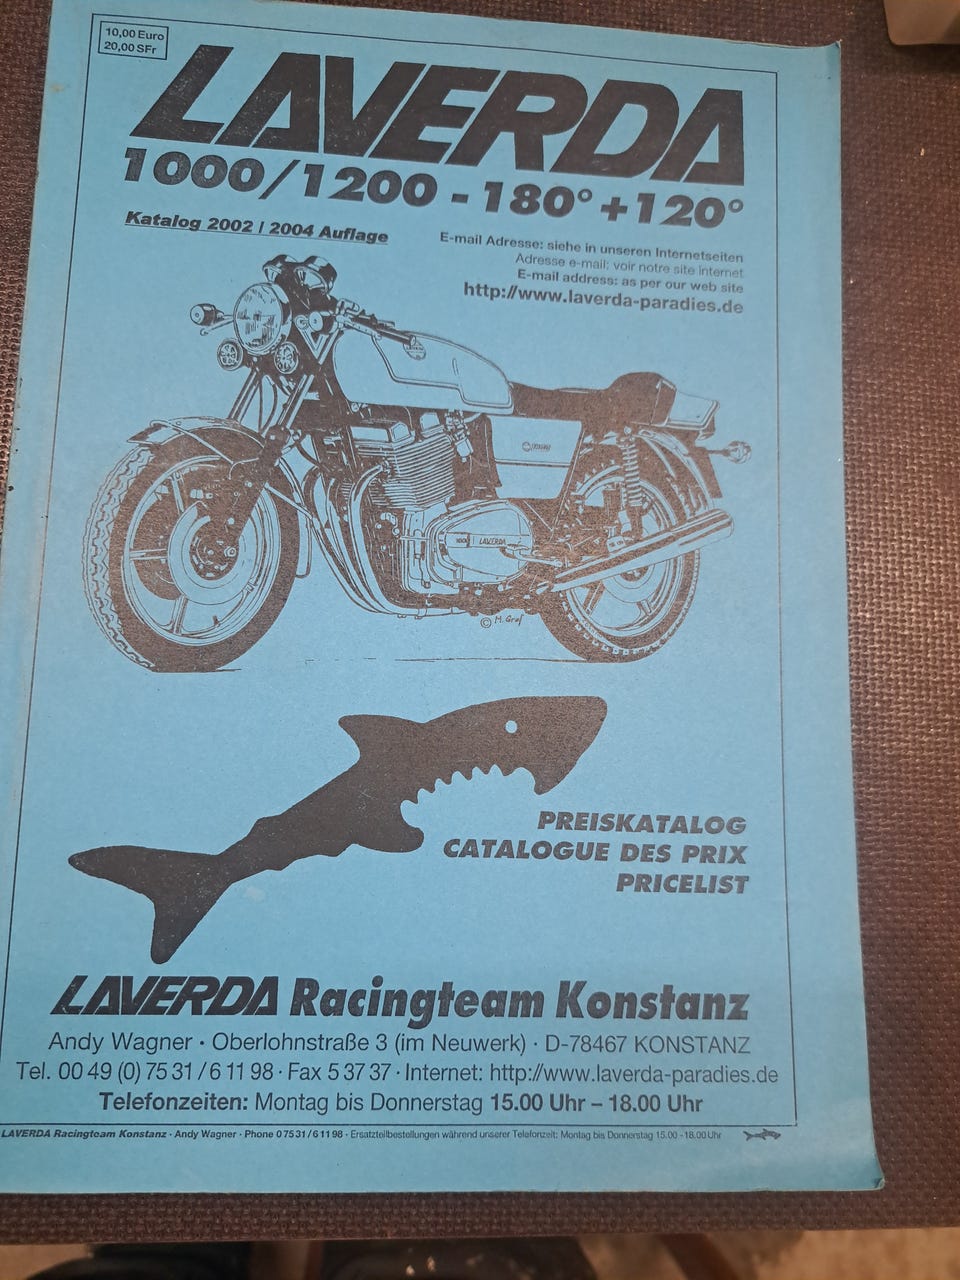 10,00 Euro
20,00 SFr
LAVERDA
1000/1200 - 180° + 120°
Katalog 2002 / 2004 Auflage
E-mail Adresse: siehe in unseren Internetseiten
Adresse e-mail: voir notre site internet
E-mail address: as per our web site
http://www.laverda-paradies.de
LAVERDA
© M. Graf
PREISKATALOG
CATALOGUE DES PRIX
PRICELIST
LAVERDA Racingteam Konstanz
Andy Wagner · Oberlohnstraße 3 (im Neuwerk) · D-78467 KONSTANZ
Tel. 00 49 (0) 75 31 / 6 11 98 · Fax 5 37 37 · Internet: http://www.laverda-paradies.de
Telefonzeiten: Montag bis Donnerstag 15.00 Uhr – 18.00 Uhr
LAVERDA Racingteam Konstanz · Andy Wagner · Phone 0 75 31 / 6 11 98 · Ersatzteilbestellungen während unserer Telefonzeit: Montag bis Donnerstag 15.00 - 18.00 Uhr